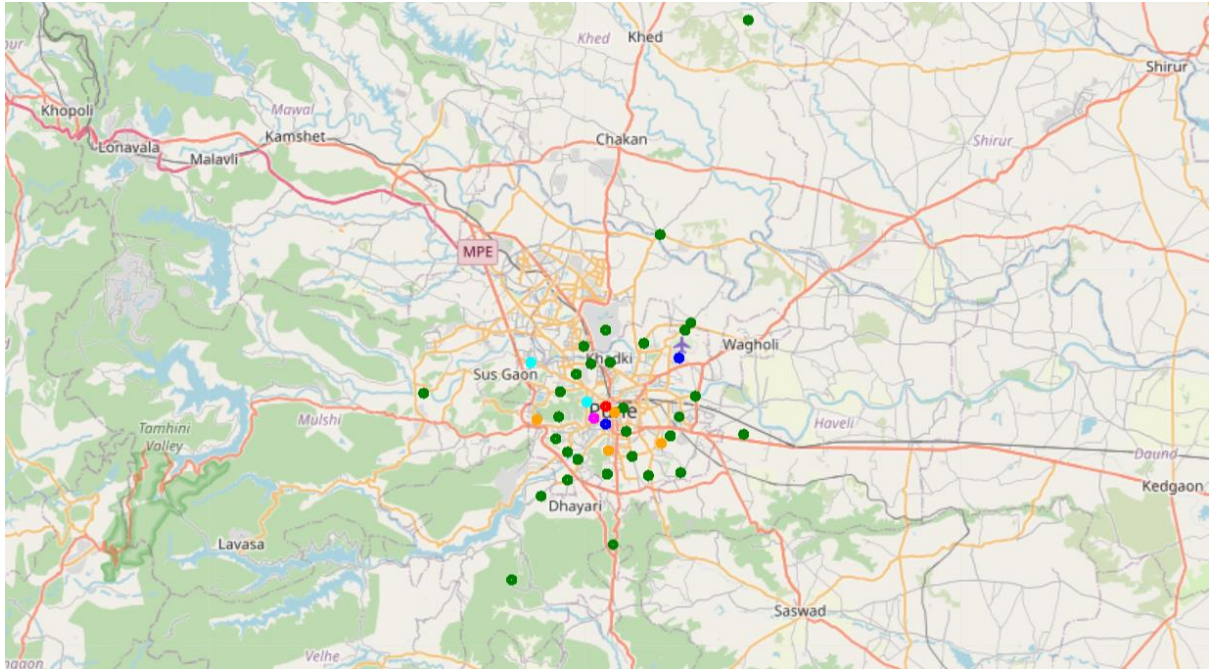 Khed
Khed
Shirur
Khopoli
Mawal
Kamshet
Chakan
Lonavala
Malavli
Shirur
MPE
Wagholi
Khadki
Sus Gaon
Mulshi
Haveli
Tamhini
Valley
Daund
Kedgaon
Dhayari
Lavasa
Saswad
Velhe